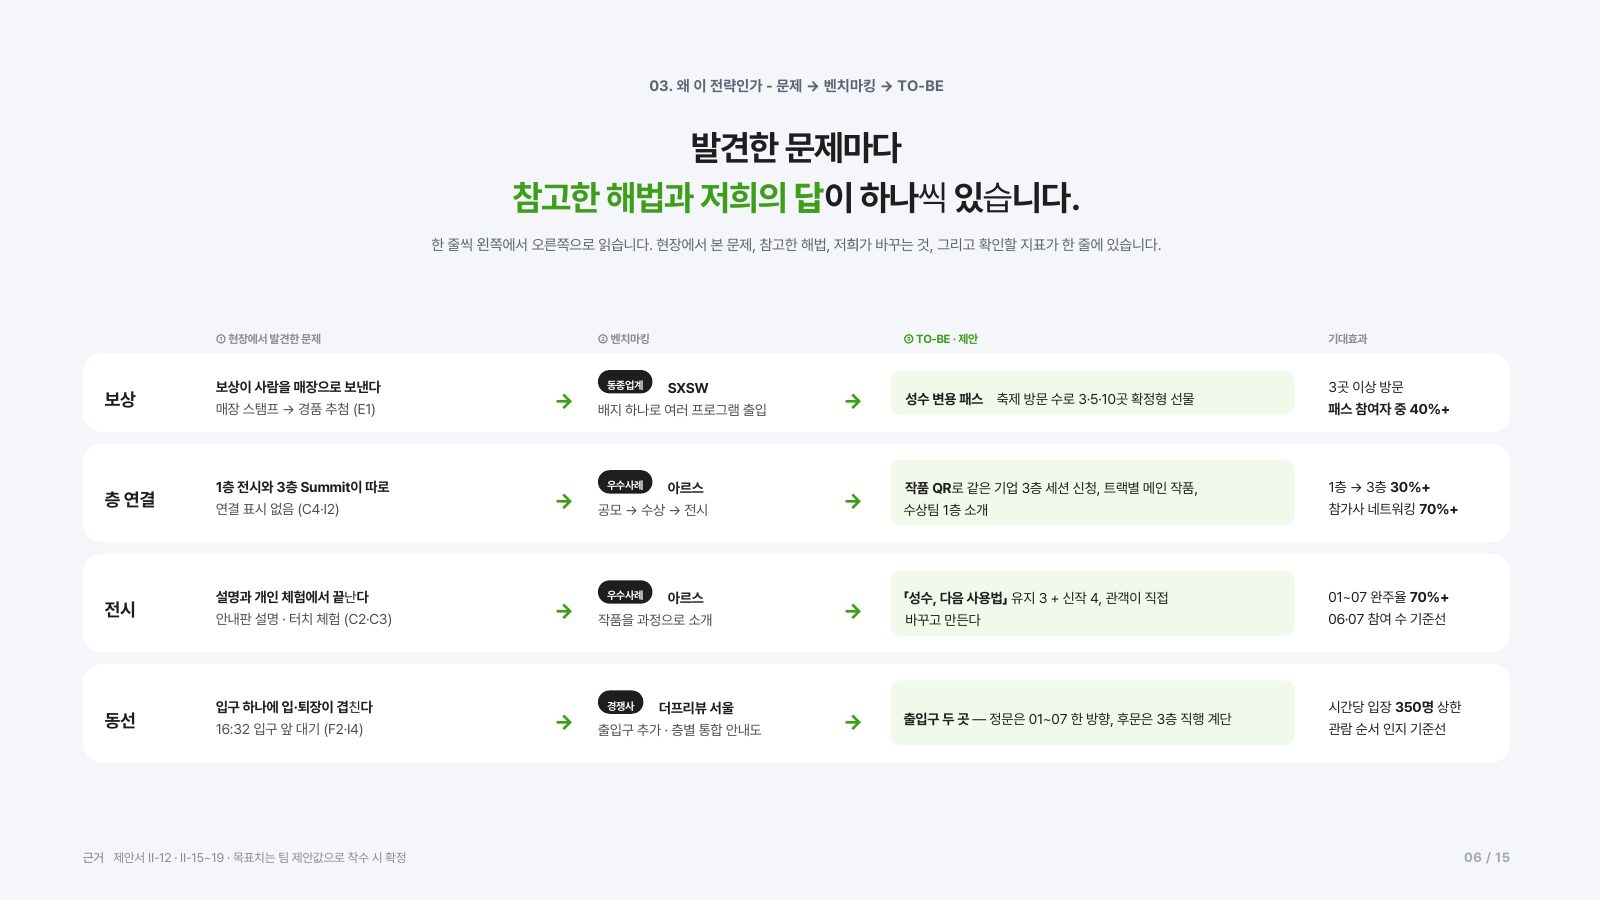 03. 왜 이 전략인가 - 문제 → 벤치마킹 → TO-BE
발견한 문제마다
참고한 해법과 저희의 답이 하나씩 있습니다.
한 줄씩 왼쪽에서 오른쪽으로 읽습니다. 현장에서 본 문제, 참고한 해법, 저희가 바꾸는 것, 그리고 확인할 지표가 한 줄에 있습니다.
① 현장에서 발견한 문제
② 벤치마킹
③ TO-BE · 제안
기대효과
보상
보상이 사람을 매장으로 보낸다
매장 스탬프 → 경품 추첨 (E1)
→
동종업계 SXSW
배지 하나로 여러 프로그램 출입
→
성수 변용 패스 축제 방문 수로 3·5·10곳 확정형 선물
3곳 이상 방문
패스 참여자 중 40%+
층 연결
1층 전시와 3층 Summit이 따로
연결 표시 없음 (C4·I2)
→
우수사례 아르스
공모 → 수상 → 전시
→
작품 QR로 같은 기업 3층 세션 신청, 트랙별 메인 작품,
수상팀 1층 소개
1층 → 3층 30%+
참가사 네트워킹 70%+
전시
설명과 개인 체험에서 끝난다
안내판 설명 · 터치 체험 (C2·C3)
→
우수사례 아르스
작품을 과정으로 소개
→
『성수, 다음 사용법』 유지 3 + 신작 4, 관객이 직접
바꾸고 만든다
01~07 완주율 70%+
06·07 참여 수 기준선
동선
입구 하나에 입·퇴장이 겹친다
16:32 입구 앞 대기 (F2·I4)
→
경쟁사 더프리뷰 서울
출입구 추가 · 층별 통합 안내도
→
출입구 두 곳 — 정문은 01~07 한 방향, 후문은 3층 직행 계단
시간당 입장 350명 상한
관람 순서 인지 기준선
근거 제안서 II-12 · II-15~19 · 목표치는 팀 제안값으로 착수 시 확정
06 / 15